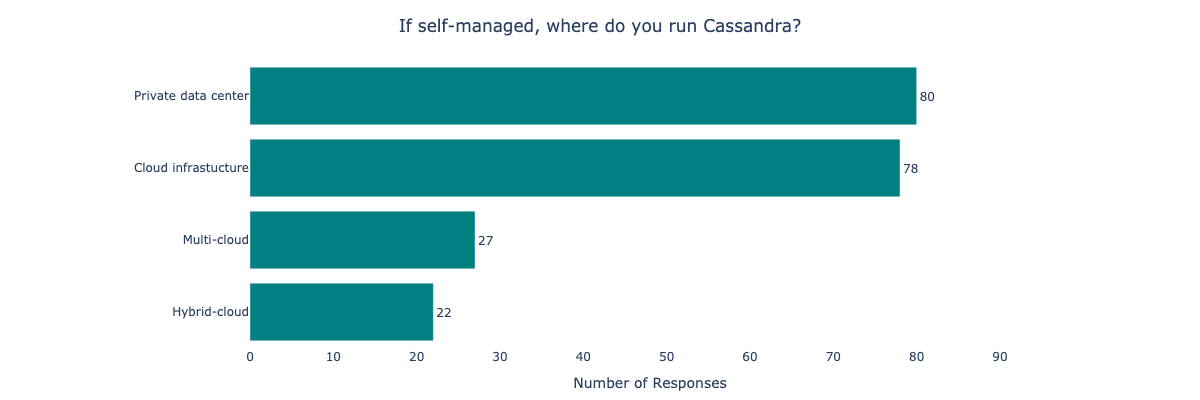 If self-managed, where do you run Cassandra?
Private data center 80
Cloud infrastucture 78
Multi-cloud 27
Hybrid-cloud 22
0 10 20 30 40 50 60 70 80 90
Number of Responses